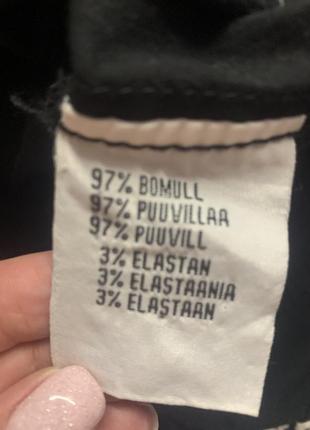 97% BOMULL
97% PUUVILLAA
97% PUUVILL
3% ELASTAN
3% ELASTAANIA
3% ELASTAAN